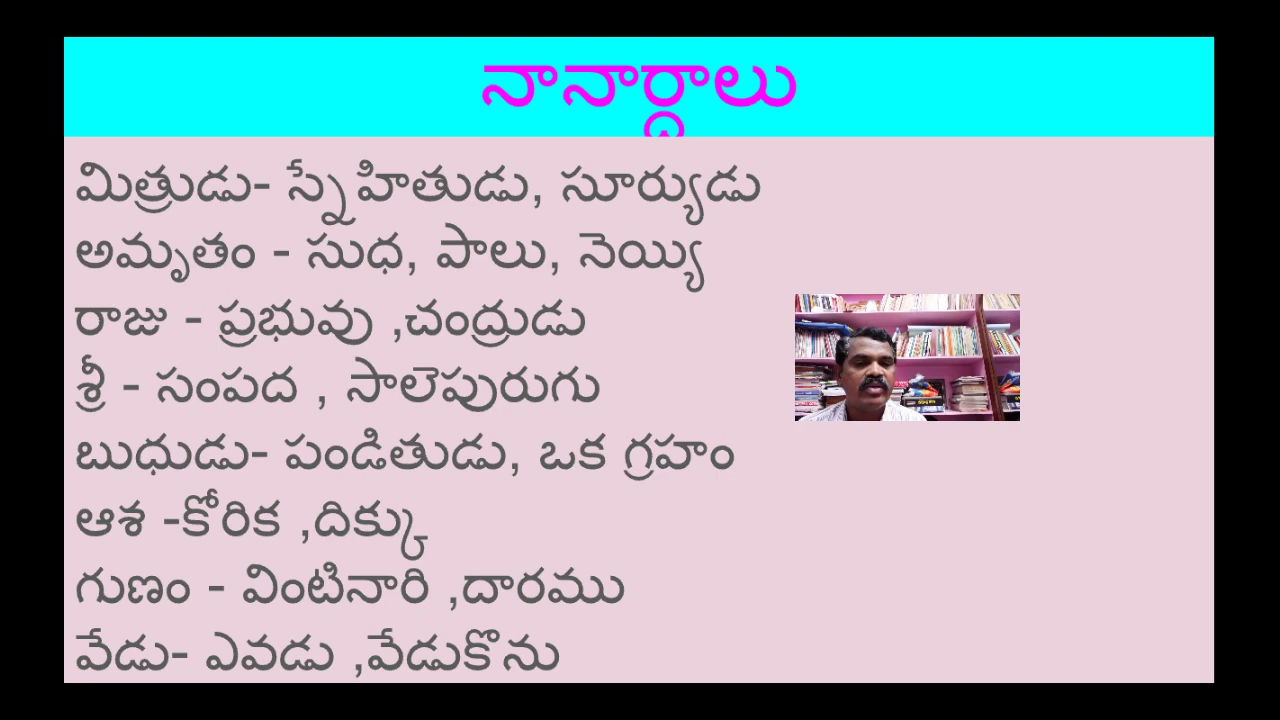 నానార్దాలు
మిత్రుడు- స్నేహితుడు, సూర్యుడు
అమృతం - సుధ, పాలు, నెయ్యి
రాజు - ప్రభువు ,చంద్రుడు
శ్రీ - సంపద , సాలెపురుగు
బుధుడు- పండితుడు, ఒక గ్రహం
ఆశ -కోరిక ,దిక్కు
గుణం - వింటినారి ,దారము
వేడు- ఎవడు ,వేడుకొను